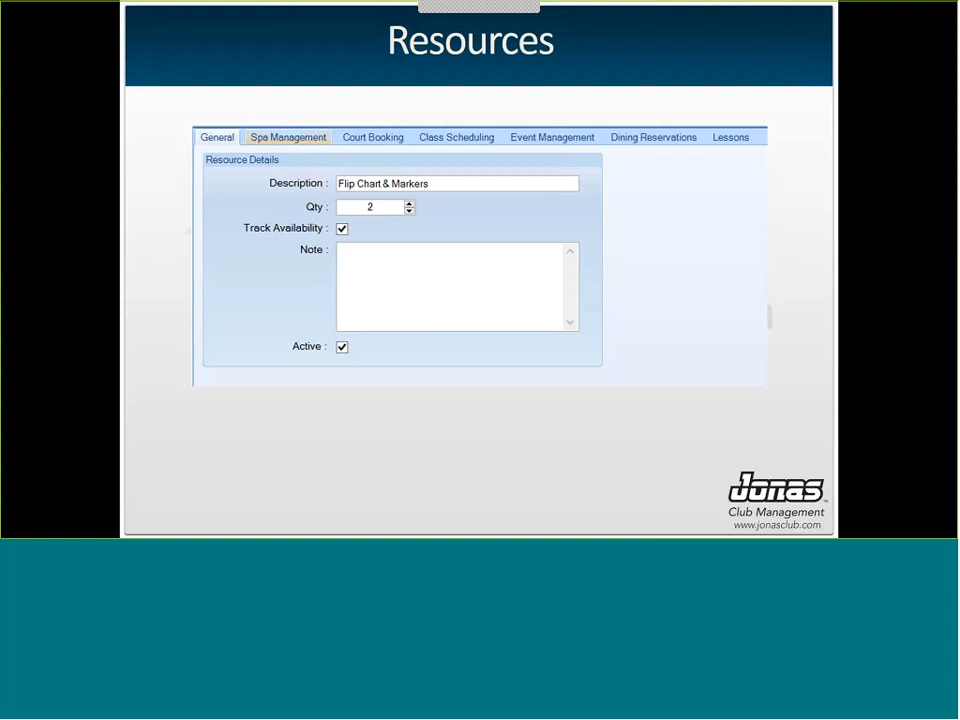 Resources
General Spa Management Court Booking Class Scheduling Event Management Dining Reservations Lessons
Resource Details
Description : Flip Chart & Markers
Qty : 2
Track Availability :
Note :
Active :
Jonas
Club Management
www.jonasclub.com